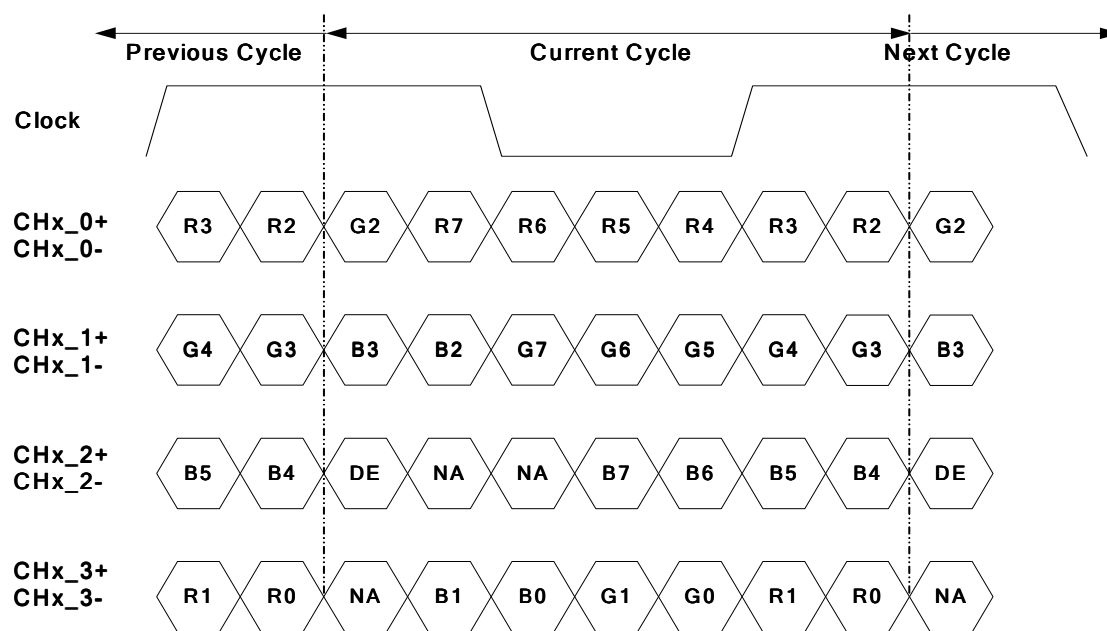 Previous Cycle Current Cycle Next Cycle
Clock
CHx_0+
CHx_0-
R3 R2 G2 R7 R6 R5 R4 R3 R2 G2
CHx_1+
CHx_1-
G4 G3 B3 B2 G7 G6 G5 G4 G3 B3
CHx_2+
CHx_2-
B5 B4 DE NA NA B7 B6 B5 B4 DE
CHx_3+
CHx_3-
R1 R0 NA B1 B0 G1 G0 R1 R0 NA